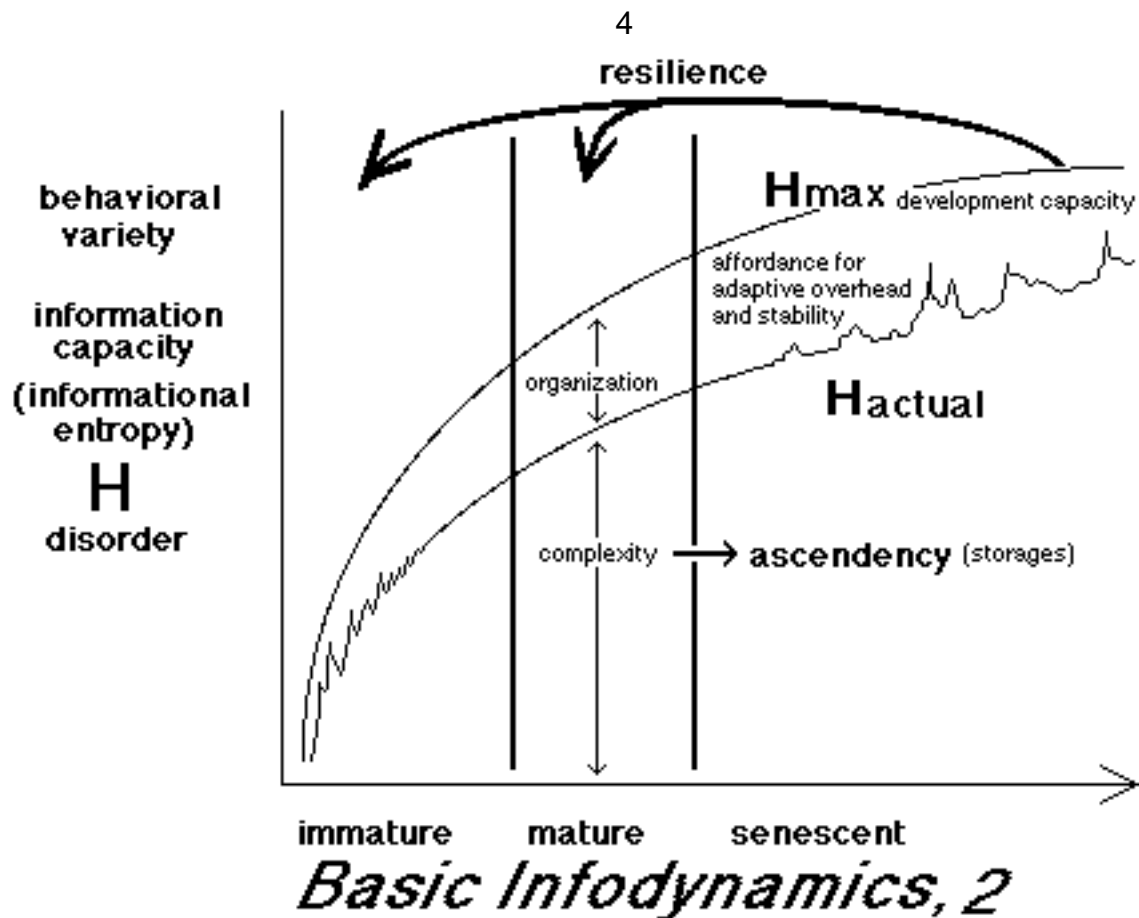 4
resilience
behavioral
variety
information
capacity
(informational
entropy)
H
disorder
Hmax development capacity
affordance for
adaptive overhead
and stability
organization
Hactual
complexity
ascendency (storages)
immature mature senescent
Basic Infodynamics, 2